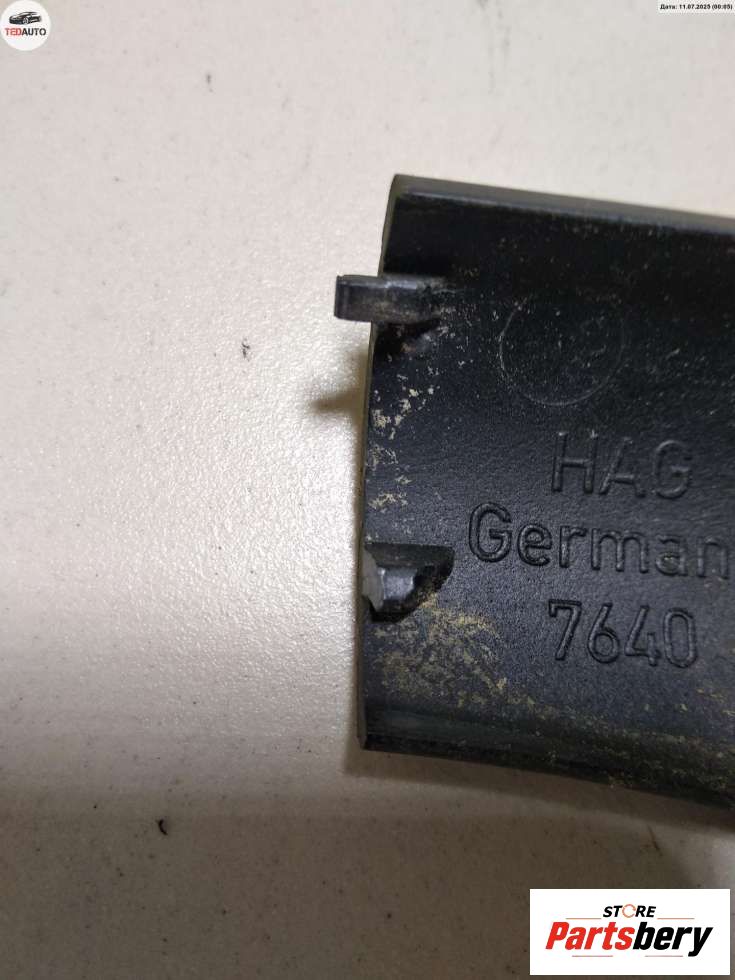 TEDAUTO
Дата: 11.07.2025 (00:05)
HAG
German
7640
STORE
Partsbery